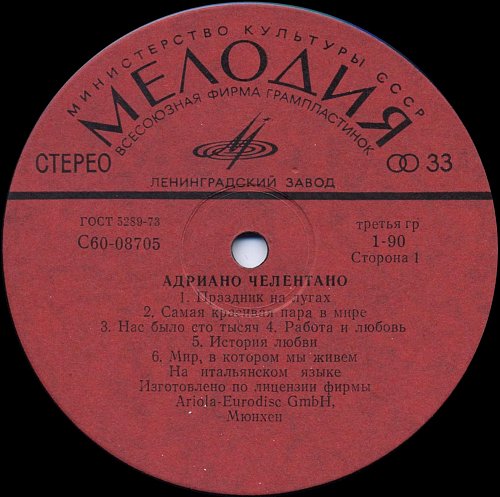 МИНИСТЕРСТВО КУЛЬТУРЫ СССР
МЕЛОДИЯ
ВСЕСОЮЗНАЯ ФИРМА ГРАМПЛАСТИНОК
СТЕРЕО
33
ЛЕНИНГРАДСКИЙ ЗАВОД
ГОСТ 5289-73
третья гр
С60-08705
1-90
Сторона 1
АДРИАНО ЧЕЛЕНТАНО
1. Праздник на лугах
2. Самая красивая пара в мире
3. Нас было сто тысяч 4. Работа и любовь
5. История любви
6. Мир, в котором мы живем
На итальянском языке
Изготовлено по лицензии фирмы
Ariola-Eurodisc GmbH,
Мюнхен